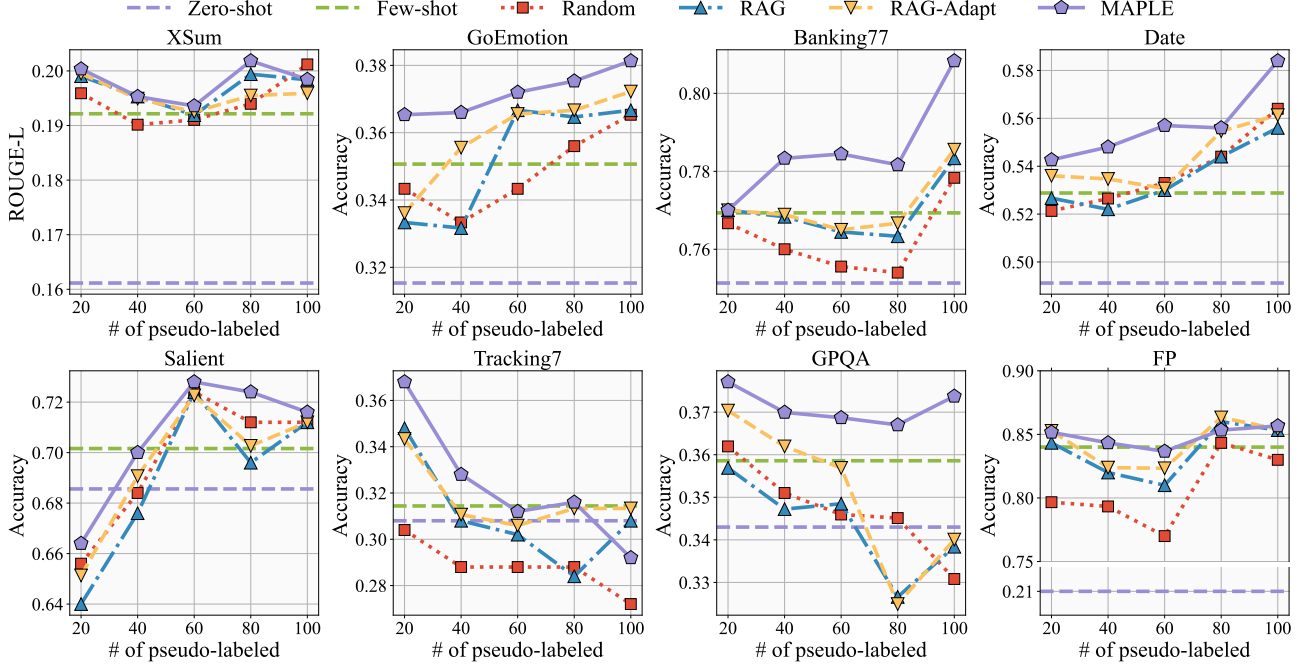 Zero-shot Few-shot Random RAG RAG-Adapt MAPLE
XSum
GoEmotion
Banking77
Date
ROUGE-L
0.20
0.19
0.18
0.17
0.16
20 40 60 80 100
# of pseudo-labeled
Accuracy
0.38
0.36
0.34
0.32
20 40 60 80 100
# of pseudo-labeled
Accuracy
0.80
0.78
0.76
20 40 60 80 100
# of pseudo-labeled
Accuracy
0.58
0.56
0.54
0.52
0.50
20 40 60 80 100
# of pseudo-labeled
Salient
Tracking7
GPQA
FP
Accuracy
0.72
0.70
0.68
0.66
0.64
20 40 60 80 100
# of pseudo-labeled
Accuracy
0.36
0.34
0.32
0.30
0.28
20 40 60 80 100
# of pseudo-labeled
Accuracy
0.37
0.36
0.35
0.34
0.33
20 40 60 80 100
# of pseudo-labeled
Accuracy
0.90
0.85
0.80
0.75
0.21
20 40 60 80 100
# of pseudo-labeled